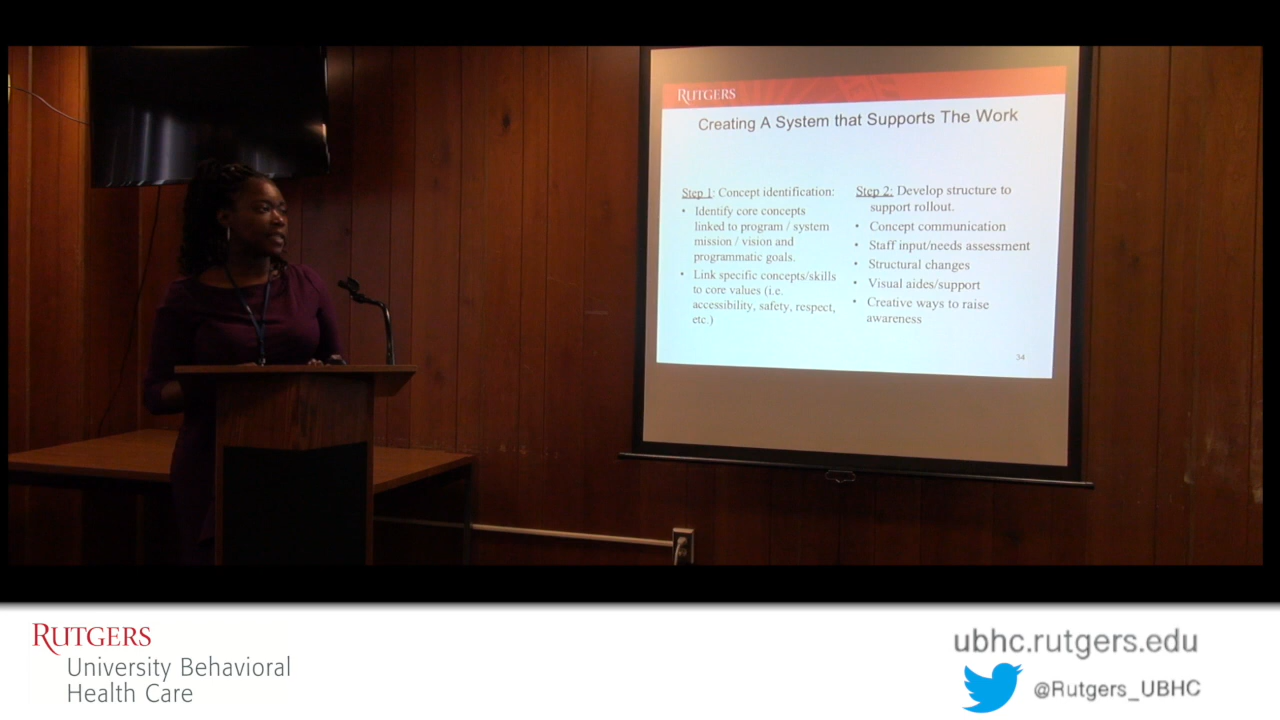 RUTGERS
Creating A System that Supports The Work
Step 1: Concept identification:
• Identify core concepts
linked to program / system
mission / vision and
programmatic goals.
• Link specific concepts/skills
to core values (i.e.
accessibility, safety, respect,
etc.)
Step 2: Develop structure to
support rollout.
• Concept communication
• Staff input/needs assessment
• Structural changes
• Visual aides/support
• Creative ways to raise
awareness
34
RUTGERS
University Behavioral
Health Care
ubhc.rutgers.edu
@Rutgers_UBHC